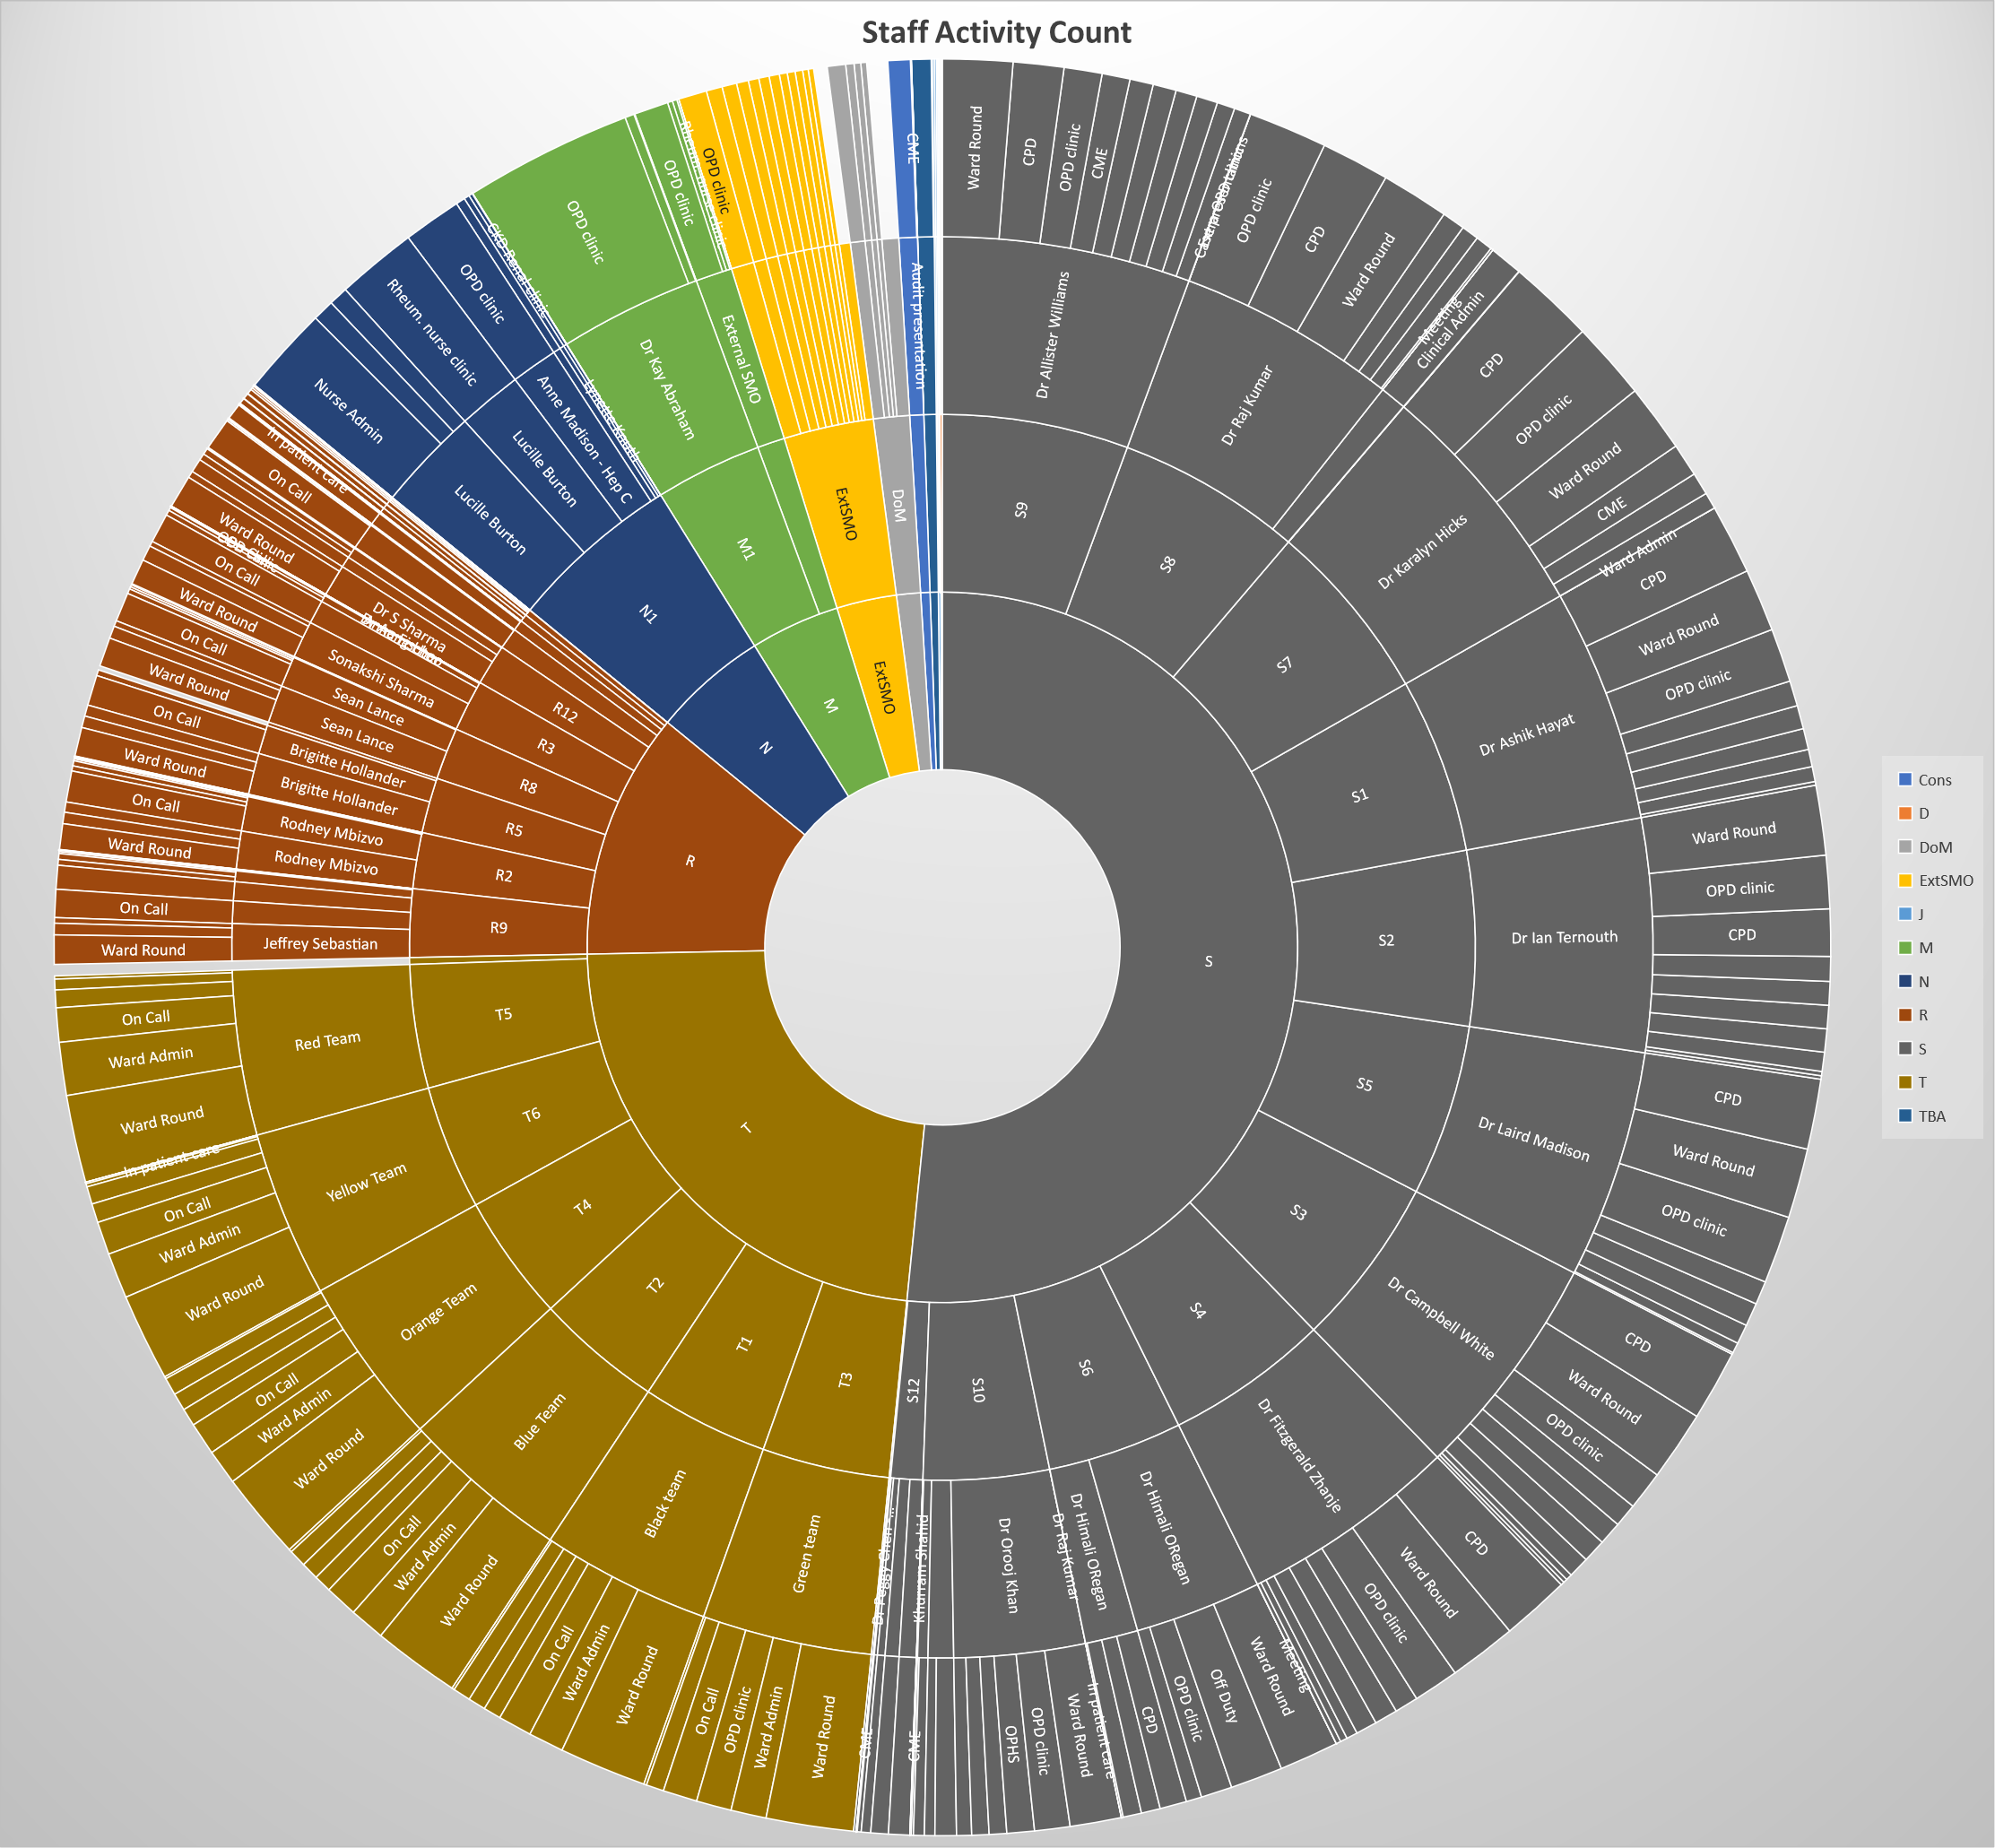 Staff Activity Count
Cons
D
DoM
ExtSMO
J
M
N
R
S
T
TBA
S
S9
Dr Allister Williams
Ward Round
CPD
OPD clinic
CME
S8
Dr Raj Kumar
OPD clinic
CPD
Ward Round
Meeting
Clinical Admin
S7
Dr Karalyn Hicks
CPD
OPD clinic
Ward Round
CME
Ward Admin
S1
Dr Ashik Hayat
CPD
Ward Round
OPD clinic
S2
Dr Ian Ternouth
Ward Round
OPD clinic
CPD
S5
Dr Laird Madison
CPD
Ward Round
OPD clinic
S3
Dr Campbell White
CPD
Ward Round
OPD clinic
S4
Dr Fitzgerald Zhanje
CPD
Ward Round
OPD clinic
Meeting
S6
Dr Himali ORegan
Ward Round
Off Duty
OPD clinic
Dr Himali ORegan
CPD
Dr Raj Kumar
In patient care
S10
Dr Orooj Khan
Ward Round
OPD clinic
OPHS
Khurram Shahid
CME
S12
CME
T
T3
Green team
Ward Round
Ward Admin
OPD clinic
On Call
T1
Black team
Ward Round
Ward Admin
On Call
T2
Blue Team
Ward Round
Ward Admin
On Call
T4
Orange Team
Ward Round
Ward Admin
On Call
T6
Yellow Team
Ward Round
Ward Admin
On Call
In patient care
T5
Red Team
Ward Round
Ward Admin
On Call
R
R9
Jeffrey Sebastian
Ward Round
On Call
R2
Rodney Mbizvo
Ward Round
Rodney Mbizvo
On Call
R5
Brigitte Hollander
Ward Round
Brigitte Hollander
On Call
R8
Sean Lance
Ward Round
Sean Lance
On Call
R3
Sonakshi Sharma
Ward Round
On Call
R12
Dr S Sharma
Ward Round
On Call
In patient care
N
N1
Lucille Burton
Nurse Admin
Lucille Burton
Rheum. nurse clinic
Anne Madison - Hep C
OPD clinic
CKD Renal clinic
M
M1
Dr Kay Abraham
OPD clinic
External SMO
OPD clinic
Rheum. nurse clinic
ExtSMO
ExtSMO
OPD clinic
DoM
CME
Audit presentation